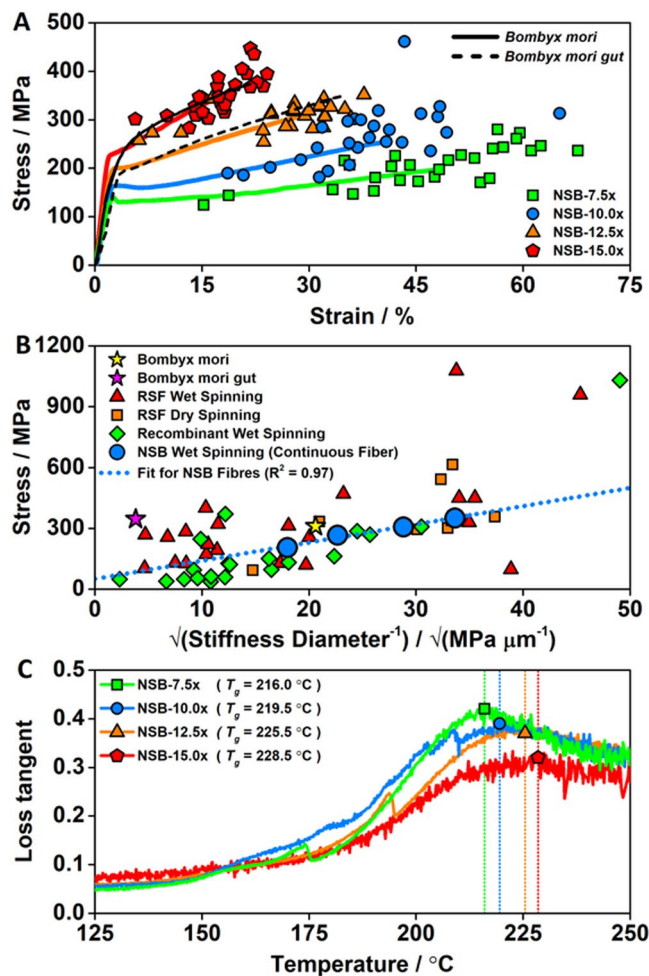 A
500
400
300
200
100
0
Stress / MPa
Bombyx mori
Bombyx mori gut
NSB-7.5x
NSB-10.0x
NSB-12.5x
NSB-15.0x
0 15 30 45 60 75
Strain / %
B
1200
900
600
300
0
Stress / MPa
Bombyx mori
Bombyx mori gut
RSF Wet Spinning
RSF Dry Spinning
Recombinant Wet Spinning
NSB Wet Spinning (Continuous Fiber)
Fit for NSB Fibres (R² = 0.97)
0 10 20 30 40 50
√(Stiffness Diameter⁻¹) / √(MPa μm⁻¹)
C
0.5
0.4
0.3
0.2
0.1
0.0
Loss tangent
NSB-7.5x ( Tg = 216.0 °C )
NSB-10.0x ( Tg = 219.5 °C )
NSB-12.5x ( Tg = 225.5 °C )
NSB-15.0x ( Tg = 228.5 °C )
125 150 175 200 225 250
Temperature / °C